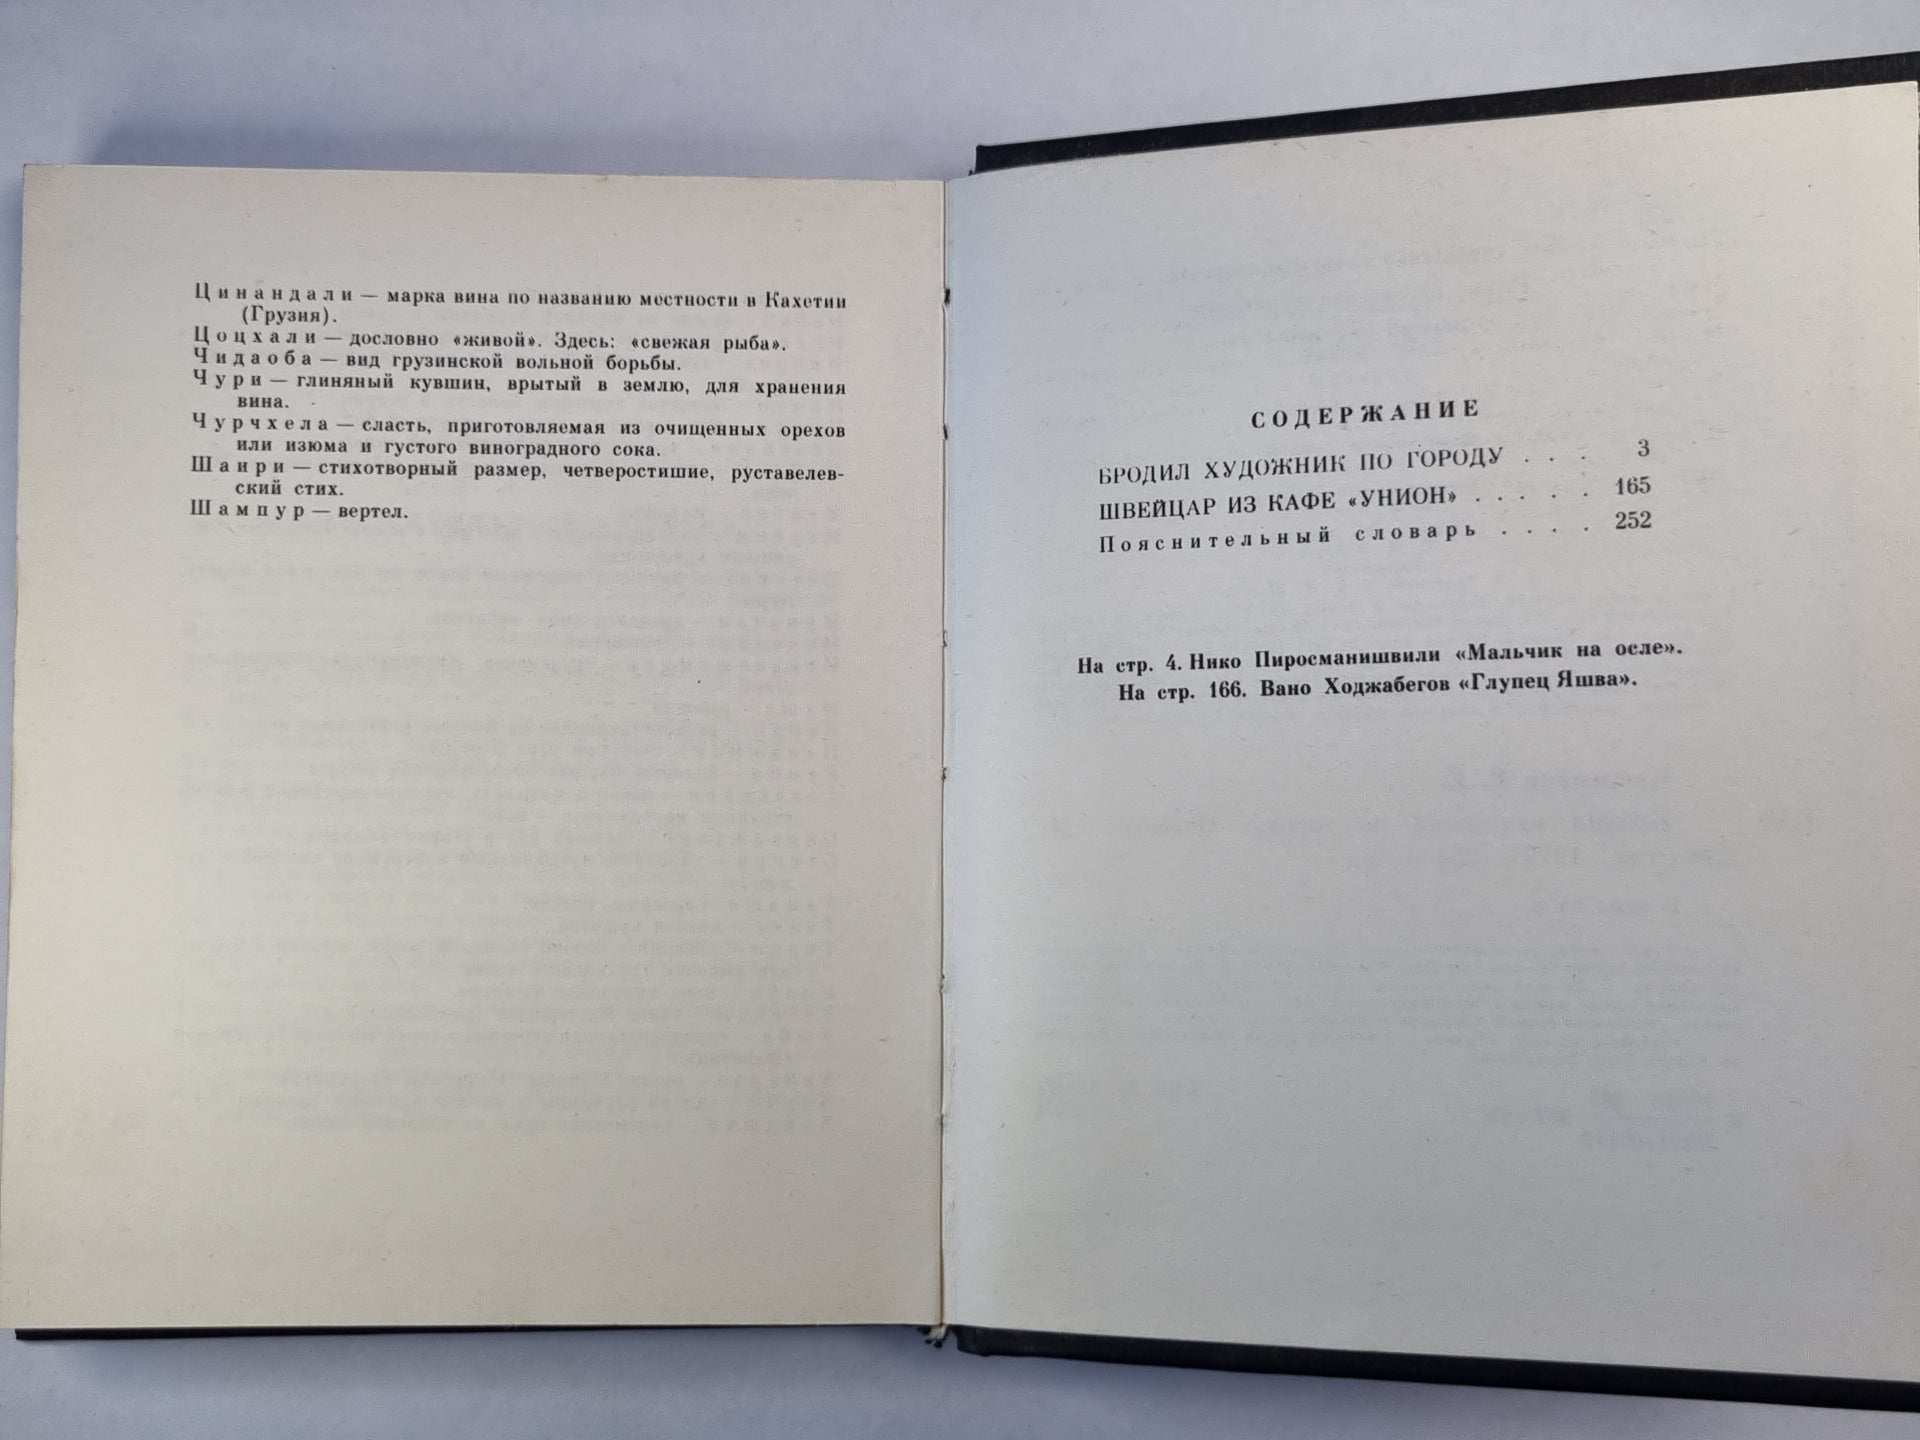 Цинандали — марка вина по названию местности в Кахетии
(Грузия).
Цоцхали — дословно «живой». Здесь: «свежая рыба».
Чидаоба — вид грузинской вольной борьбы.
Чури — глиняный кувшин, врытый в землю, для хранения
вина.
Чурчхела — сласть, приготовляемая из очищенных орехов
или изюма и густого виноградного сока.
Шаири — стихотворный размер, четверостишие, руставелев-
ский стих.
Шампур — вертел.
СОДЕРЖАНИЕ
БРОДИЛ ХУДОЖНИК ПО ГОРОДУ . . . 3
ШВЕЙЦАР ИЗ КАФЕ «УНИОН» . . . . . 165
Пояснительный словарь . . . . 252
На стр. 4. Нико Пиросманишвили «Мальчик на осле».
На стр. 166. Вано Ходжабегов «Глупец Яшва».